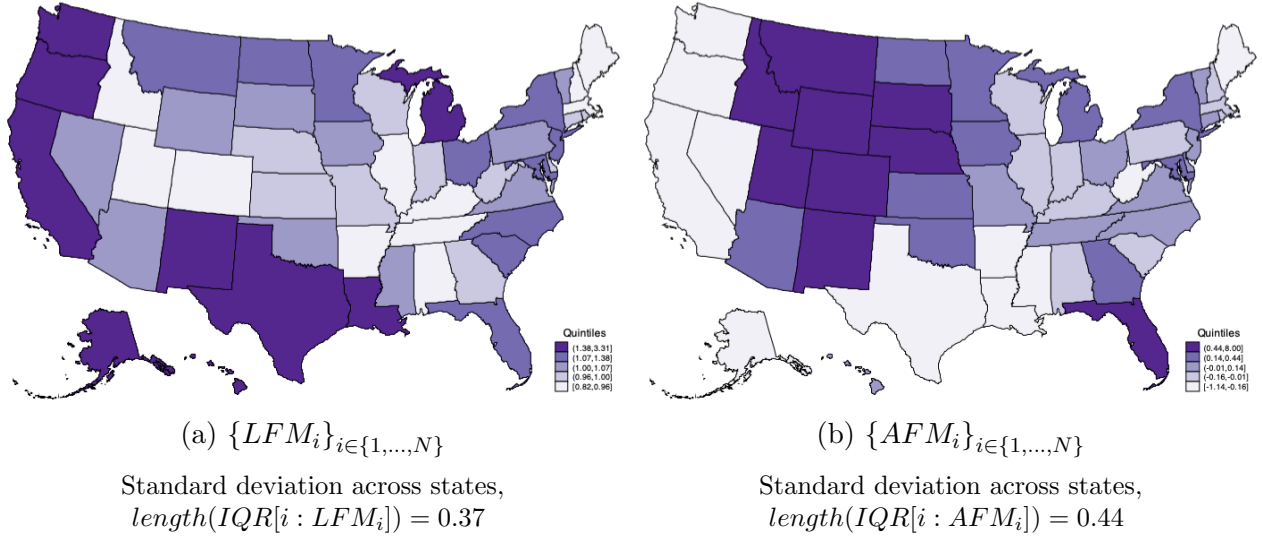 Quintiles
(1.38,3.31]
(1.07,1.38]
(1.00,1.07]
(0.96,1.00]
[0.82,0.96]
(a) {LFM_i}_{i∈{1,...,N}}
Standard deviation across states,
length(IQR[i : LFM_i]) = 0.37
Quintiles
(0.44,8.00]
(0.14,0.44]
(-0.01,0.14]
(-0.16,-0.01]
[-1.14,-0.16]
(b) {AFM_i}_{i∈{1,...,N}}
Standard deviation across states,
length(IQR[i : AFM_i]) = 0.44